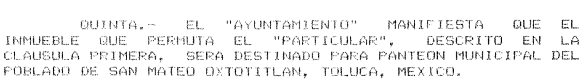 QUINTA.- EL "AYUNTAMIENTO" MANIFIESTA QUE EL
INMUEBLE QUE PERMUTA EL "PARTICULAR", DESCRITO EN LA
CLAUSULA PRIMERA, SERA DESTINADO PARA PANTEON MUNICIPAL DEL
POBLADO DE SAN MATEO OXTOTITLAN, TOLUCA, MEXICO.